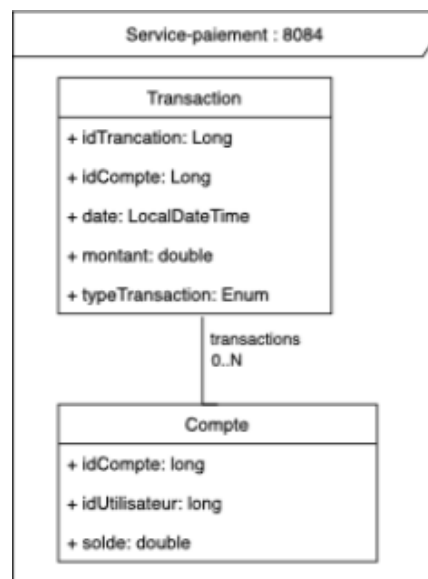 Service-paiement : 8084
Transaction
+ idTrancation: Long
+ idCompte: Long
+ date: LocalDateTime
+ montant: double
+ typeTransaction: Enum
transactions
0..N
Compte
+ idCompte: long
+ idUtilisateur: long
+ solde: double